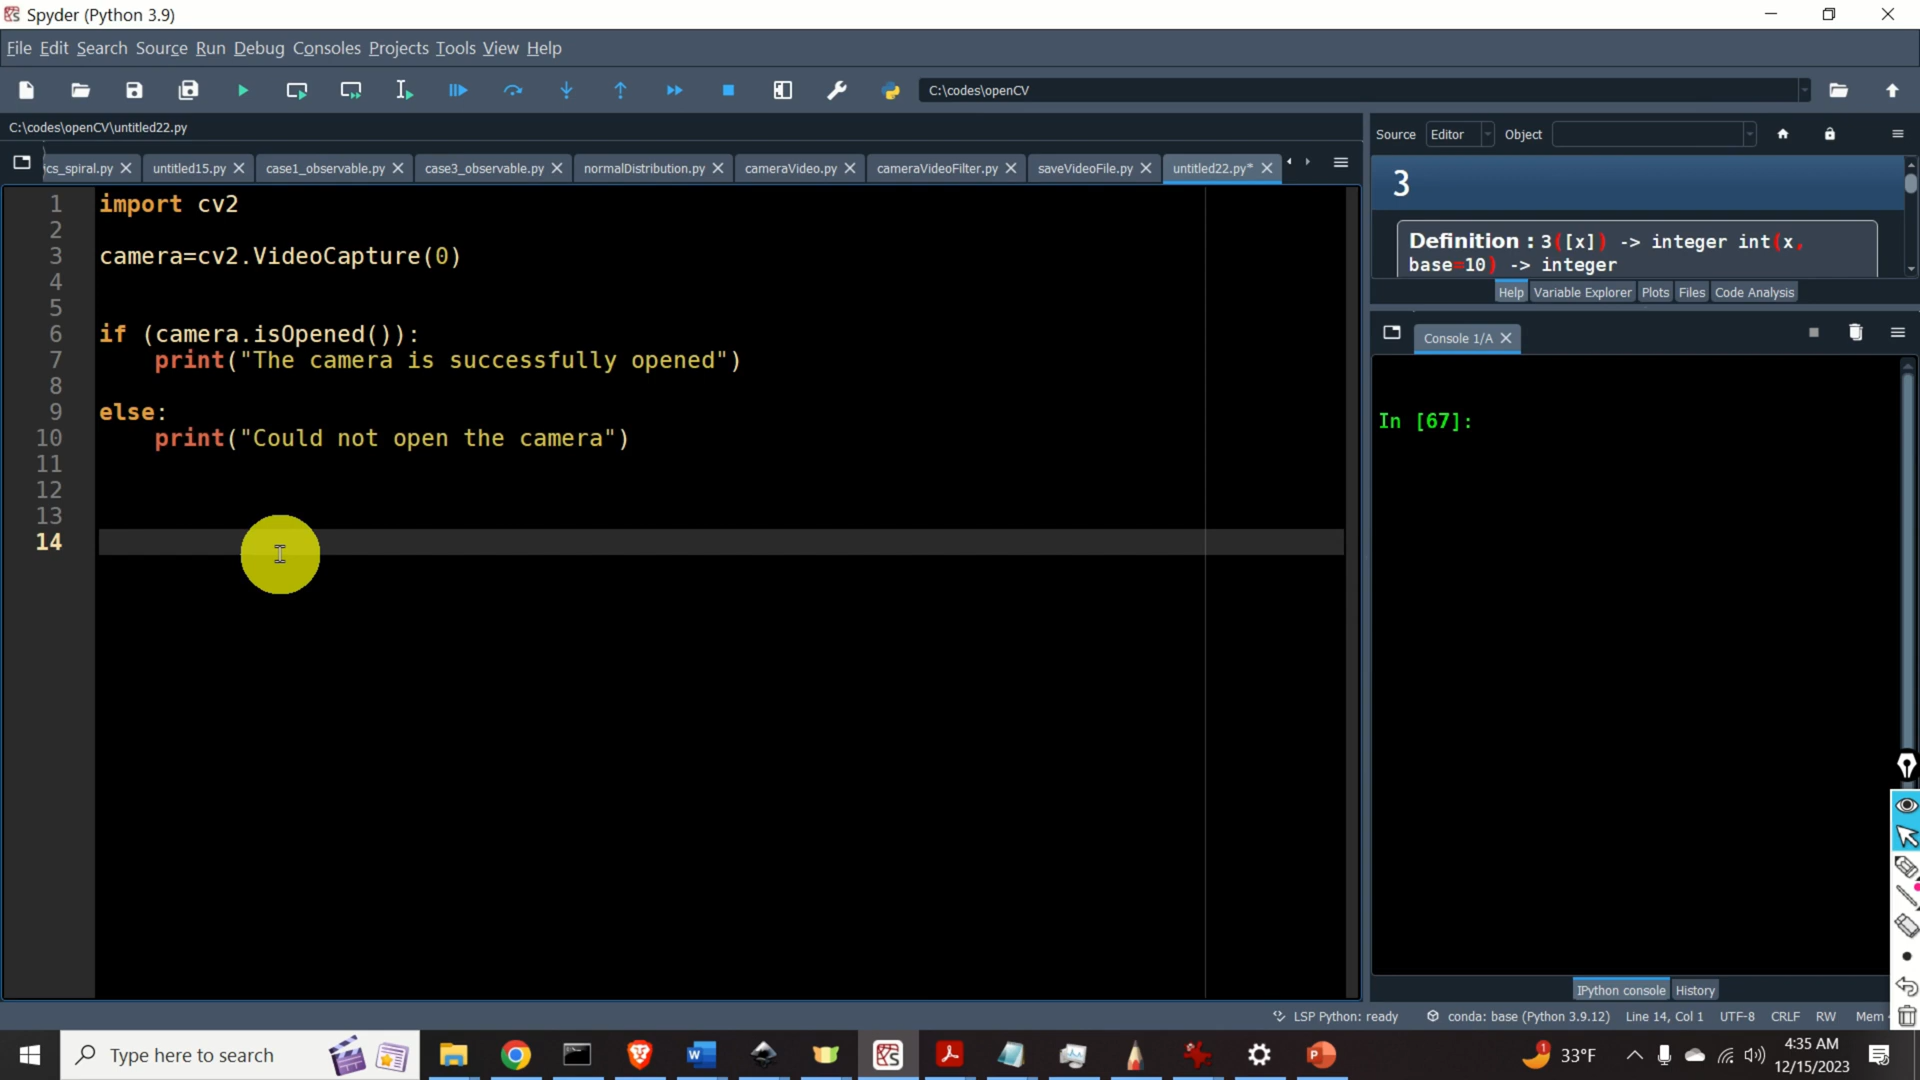 Spyder (Python 3.9)
File Edit Search Source Run Debug Consoles Projects Tools View Help
C:\codes\openCV
C:\codes\openCV\untitled22.py
cs_spiral.py
untitled15.py
case1_observable.py
case3_observable.py
normalDistribution.py
cameraVideo.py
cameraVideoFilter.py
saveVideoFile.py
untitled22.py*
1 import cv2
2
3 camera=cv2.VideoCapture(0)
4
5
6 if (camera.isOpened()):
7 print("The camera is successfully opened")
8
9 else:
10 print("Could not open the camera")
11
12
13
14
Source Editor Object
3
Definition : 3([x]) -> integer int(x,
base=10) -> integer
Help Variable Explorer Plots Files Code Analysis
Console 1/A
In [67]:
IPython console History
LSP Python: ready conda: base (Python 3.9.12) Line 14, Col 1 UTF-8 CRLF RW Mem
Type here to search
1
33°F
4:35 AM
12/15/2023